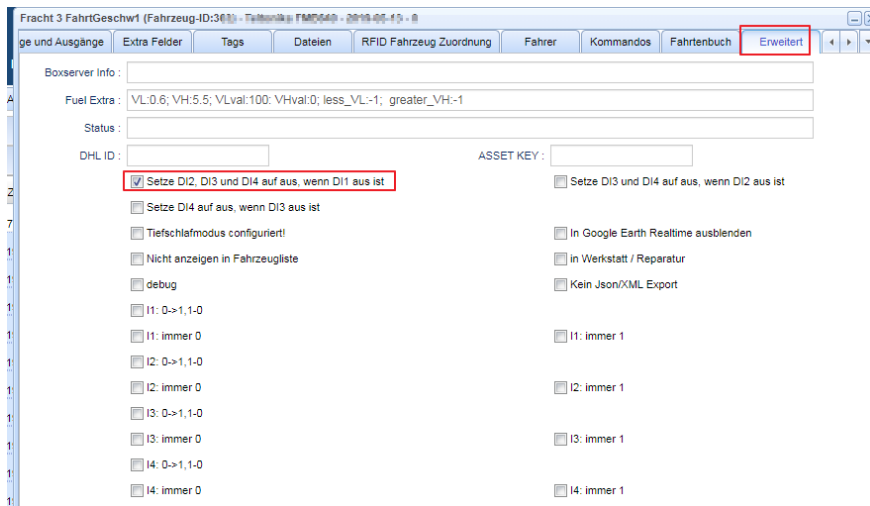 Fracht 3 FahrtGeschw1 (Fahrzeug-ID:
ge und Ausgänge Extra Felder Tags Dateien RFID Fahrzeug Zuordnung Fahrer Kommandos Fahrtenbuch Erweitert
Boxserver Info :
Fuel Extra : VL:0.6; VH:5.5; VLval:100: VHval:0; less_VL:-1; greater_VH:-1
Status :
DHL ID : ASSET KEY :
Setze DI2, DI3 und DI4 auf aus, wenn DI1 aus ist Setze DI3 und DI4 auf aus, wenn DI2 aus ist
Setze DI4 auf aus, wenn DI3 aus ist
Tiefschlafmodus configuriert! In Google Earth Realtime ausblenden
Nicht anzeigen in Fahrzeugliste in Werkstatt / Reparatur
debug Kein Json/XML Export
I1: 0->1,1-0
I1: immer 0 I1: immer 1
I2: 0->1,1-0
I2: immer 0 I2: immer 1
I3: 0->1,1-0
I3: immer 0 I3: immer 1
I4: 0->1,1-0
I4: immer 0 I4: immer 1